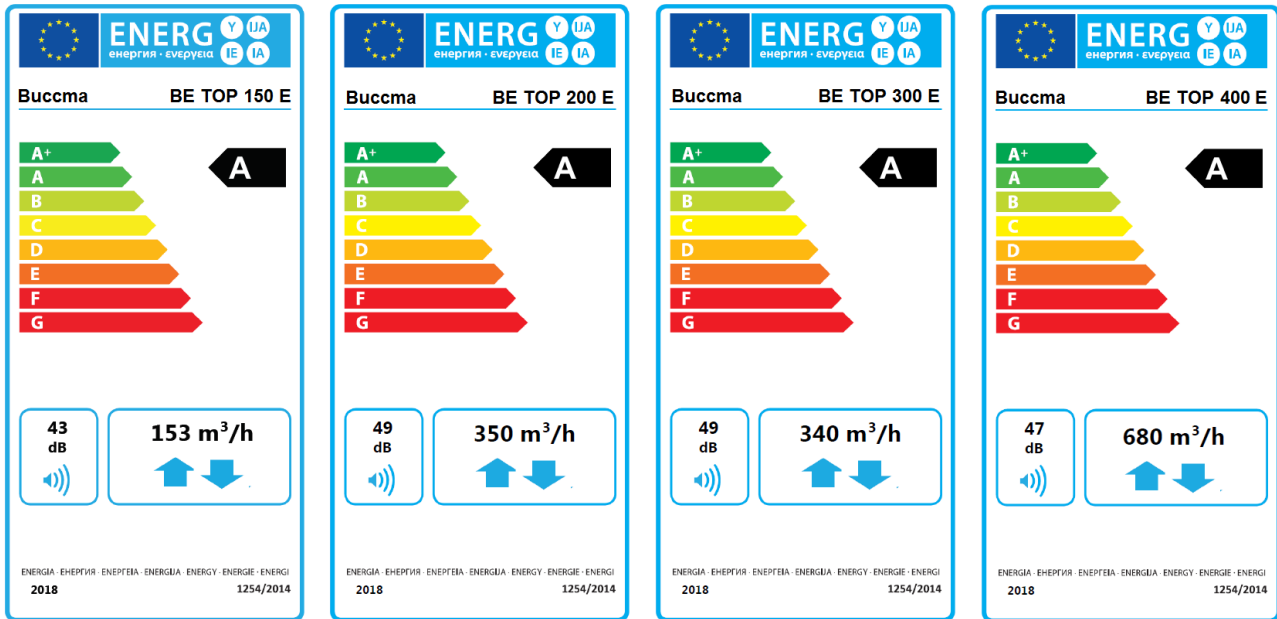 ENERG Y IJA
енергия · ενεργεια IE IA
Buccma BE TOP 150 E
A+
A
A
B
C
D
E
F
G
43
dB
153 m³/h
ENERGIA · ЕНЕРГИЯ · ΕΝΕΡΓΕΙΑ · ENERGIJA · ENERGY · ENERGIE · ENERGI
2018 1254/2014
ENERG Y IJA
енергия · ενεργεια IE IA
Buccma BE TOP 200 E
A+
A
A
B
C
D
E
F
G
49
dB
350 m³/h
ENERGIA · ЕНЕРГИЯ · ΕΝΕΡΓΕΙΑ · ENERGIJA · ENERGY · ENERGIE · ENERGI
2018 1254/2014
ENERG Y IJA
енергия · ενεργεια IE IA
Buccma BE TOP 300 E
A+
A
A
B
C
D
E
F
G
49
dB
340 m³/h
ENERGIA · ЕНЕРГИЯ · ΕΝΕΡΓΕΙΑ · ENERGIJA · ENERGY · ENERGIE · ENERGI
2018 1254/2014
ENERG Y IJA
енергия · ενεργεια IE IA
Buccma BE TOP 400 E
A+
A
A
B
C
D
E
F
G
47
dB
680 m³/h
ENERGIA · ЕНЕРГИЯ · ΕΝΕΡΓΕΙΑ · ENERGIJA · ENERGY · ENERGIE · ENERGI
2018 1254/2014